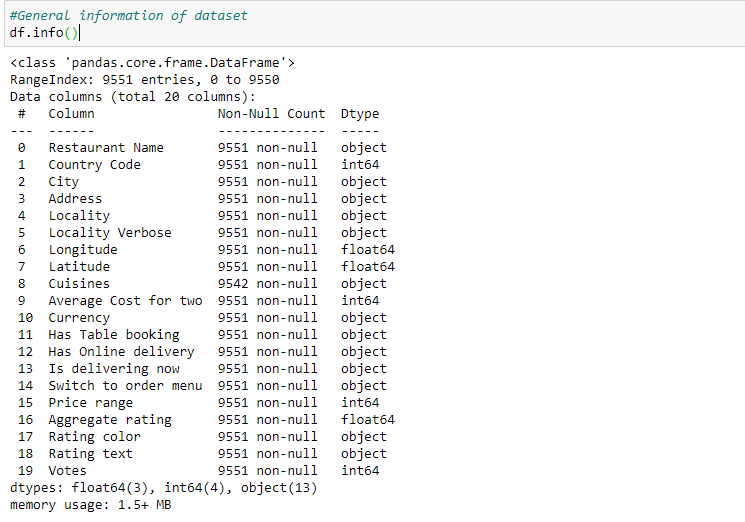 #General information of dataset
df.info()
<class 'pandas.core.frame.DataFrame'>
RangeIndex: 9551 entries, 0 to 9550
Data columns (total 20 columns):
 #   Column                Non-Null Count  Dtype
---  ------                --------------  -----
 0   Restaurant Name       9551 non-null   object
 1   Country Code          9551 non-null   int64
 2   City                  9551 non-null   object
 3   Address               9551 non-null   object
 4   Locality              9551 non-null   object
 5   Locality Verbose      9551 non-null   object
 6   Longitude             9551 non-null   float64
 7   Latitude              9551 non-null   float64
 8   Cuisines              9542 non-null   object
 9   Average Cost for two  9551 non-null   int64
 10  Currency              9551 non-null   object
 11  Has Table booking     9551 non-null   object
 12  Has Online delivery   9551 non-null   object
 13  Is delivering now     9551 non-null   object
 14  Switch to order menu  9551 non-null   object
 15  Price range           9551 non-null   int64
 16  Aggregate rating      9551 non-null   float64
 17  Rating color          9551 non-null   object
 18  Rating text           9551 non-null   object
 19  Votes                 9551 non-null   int64
dtypes: float64(3), int64(4), object(13)
memory usage: 1.5+ MB